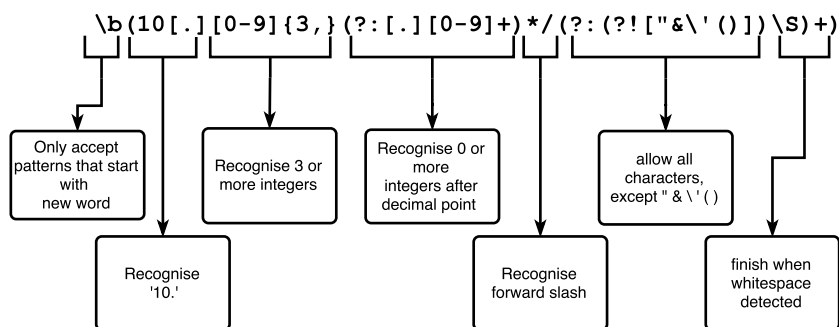 \b(10[.][0-9]{3,}(?:[.][0-9]+)*/(?:(?!["&\'()])\S)+)
Only accept
patterns that start
with
new word
Recognise 3 or
more integers
Recognise 0 or
more
integers after
decimal point
allow all
characters,
except " & \ ' ( )
Recognise
'10.'
Recognise
forward slash
finish when
whitespace
detected